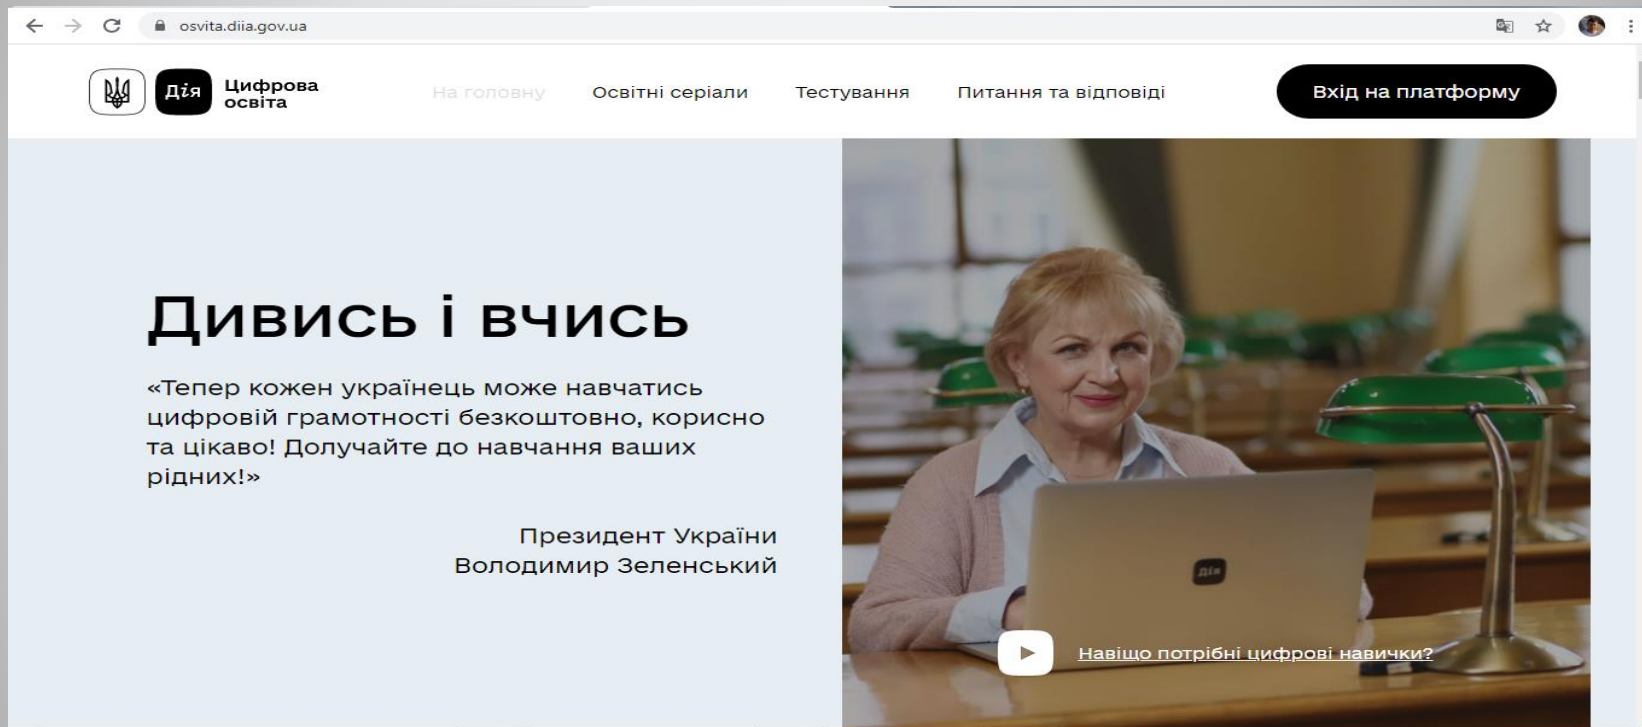 osvita.diia.gov.ua
Дія
Цифрова
освіта
На головну
Освітні серіали
Тестування
Питання та відповіді
Вхід на платформу
Дивись і вчись
«Тепер кожен українець може навчатись
цифровій грамотності безкоштовно, корисно
та цікаво! Долучайте до навчання ваших
рідних!»
Президент України
Володимир Зеленський
Дія
Навіщо потрібні цифрові навички?